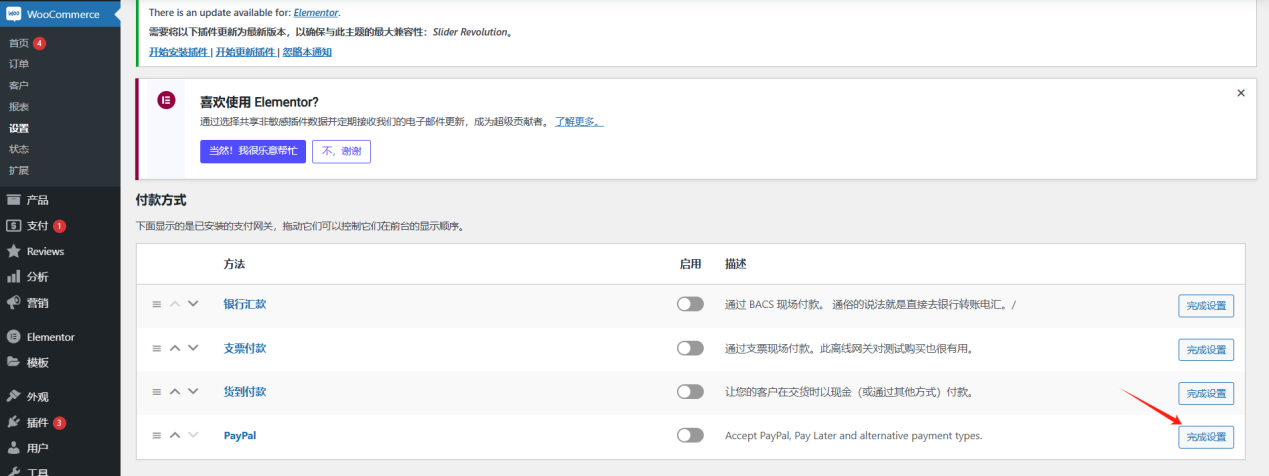 WooCommerce
首页 4
订单
客户
报表
设置
状态
扩展
产品
支付 1
Reviews
分析
营销
Elementor
模板
外观
插件 3
用户
工具
There is an update available for: Elementor.
需要将以下插件更新为最新版本，以确保与此主题的最大兼容性：Slider Revolution。
开始安装插件 | 开始更新插件 | 忽略本通知
喜欢使用 Elementor?
通过选择共享非敏感插件数据并定期接收我们的电子邮件更新，成为超级贡献者。 了解更多。
当然！我很乐意帮忙 不，谢谢
付款方式
下面显示的是已安装的支付网关，拖动它们可以控制它们在前台的显示顺序。
方法 启用 描述
银行汇款 通过 BACS 现场付款。 通俗的说法就是直接去银行转账电汇。/ 完成设置
支票付款 通过支票现场付款。此离线网关对测试购买也很有用。 完成设置
货到付款 让您的客户在交货时以现金（或通过其他方式）付款。 完成设置
PayPal Accept PayPal, Pay Later and alternative payment types. 完成设置